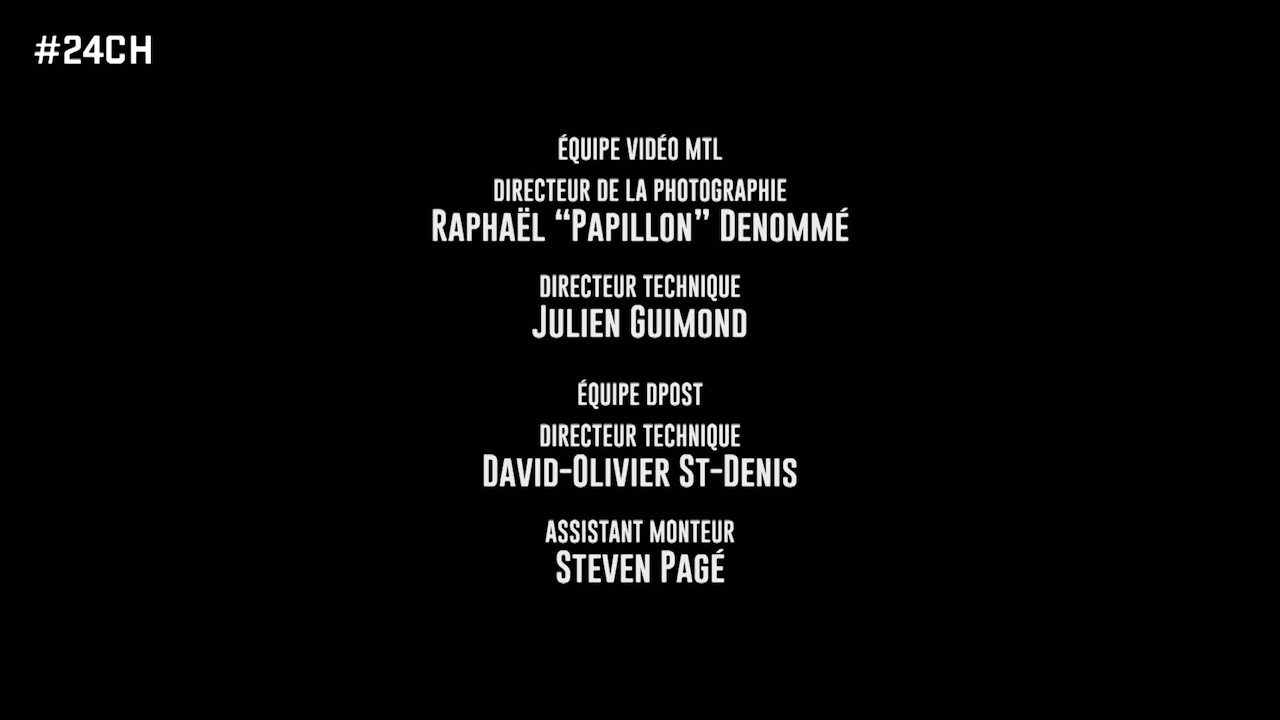 #24CH
ÉQUIPE VIDÉO MTL
DIRECTEUR DE LA PHOTOGRAPHIE
RAPHAËL “PAPILLON” DENOMMÉ
DIRECTEUR TECHNIQUE
JULIEN GUIMOND
ÉQUIPE DPOST
DIRECTEUR TECHNIQUE
DAVID-OLIVIER ST-DENIS
ASSISTANT MONTEUR
STEVEN PAGÉ